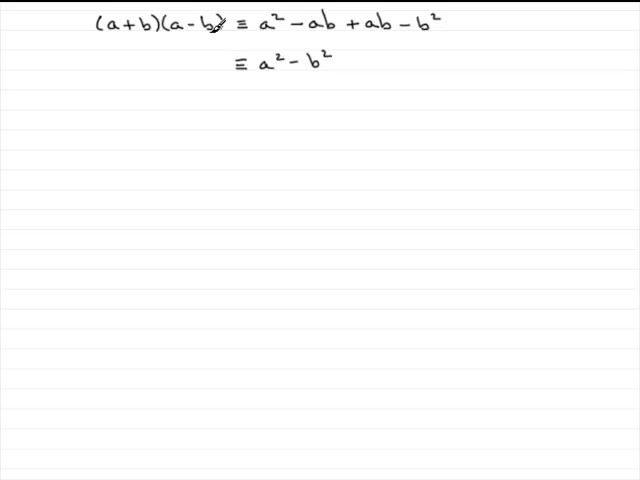 (a+b)(a-b) ≡ a² - ab + ab - b²
≡ a² - b²